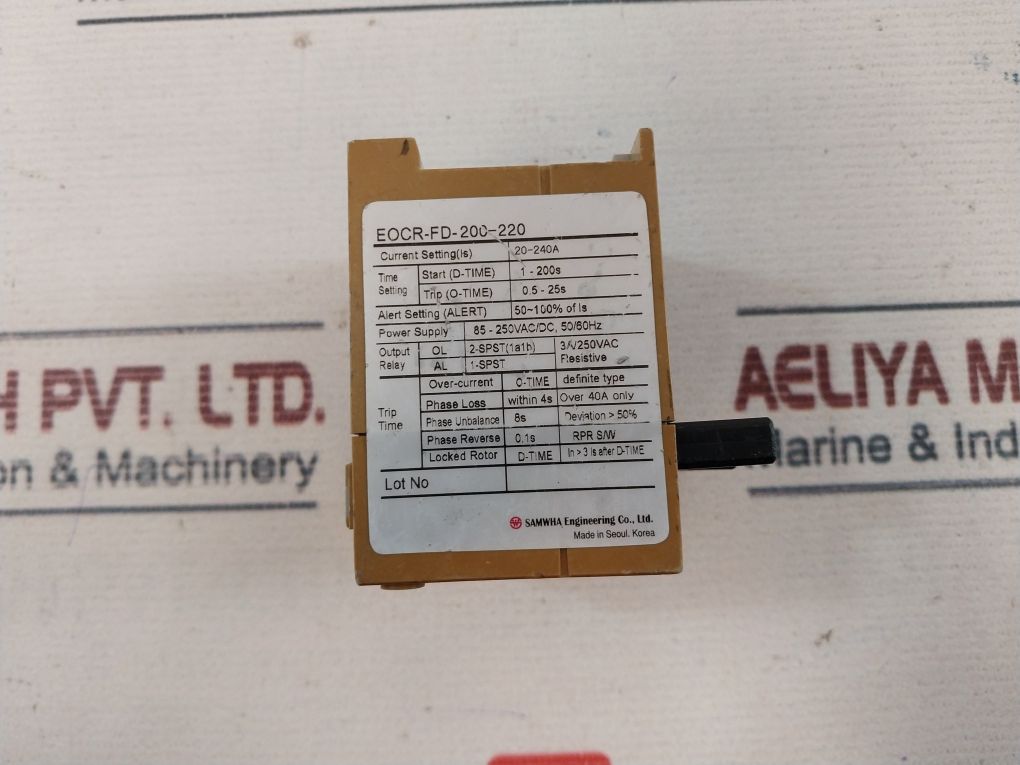 EOCR-FD-200-220
Current Setting(Is) 20-240A
Time Setting Start (D-TIME) 1 - 200s
Trip (O-TIME) 0.5 - 25s
Alert Setting (ALERT) 50~100% of Is
Power Supply 85 - 250VAC/DC, 50/60Hz
Output Relay OL 2-SPST(1a1b) 3A/250VAC Resistive
AL 1-SPST
Trip Time Over-current O-TIME definite type
Phase Loss within 4s Over 40A only
Phase Unbalance 8s Deviation > 50%
Phase Reverse 0.1s RPR S/W
Locked Rotor D-TIME In > 3 Is after D-TIME
Lot No
SAMWHA Engineering Co., Ltd.
Made in Seoul. Korea
H PVT. LTD.
on & Machinery
AELIYA M
Marine & Ind